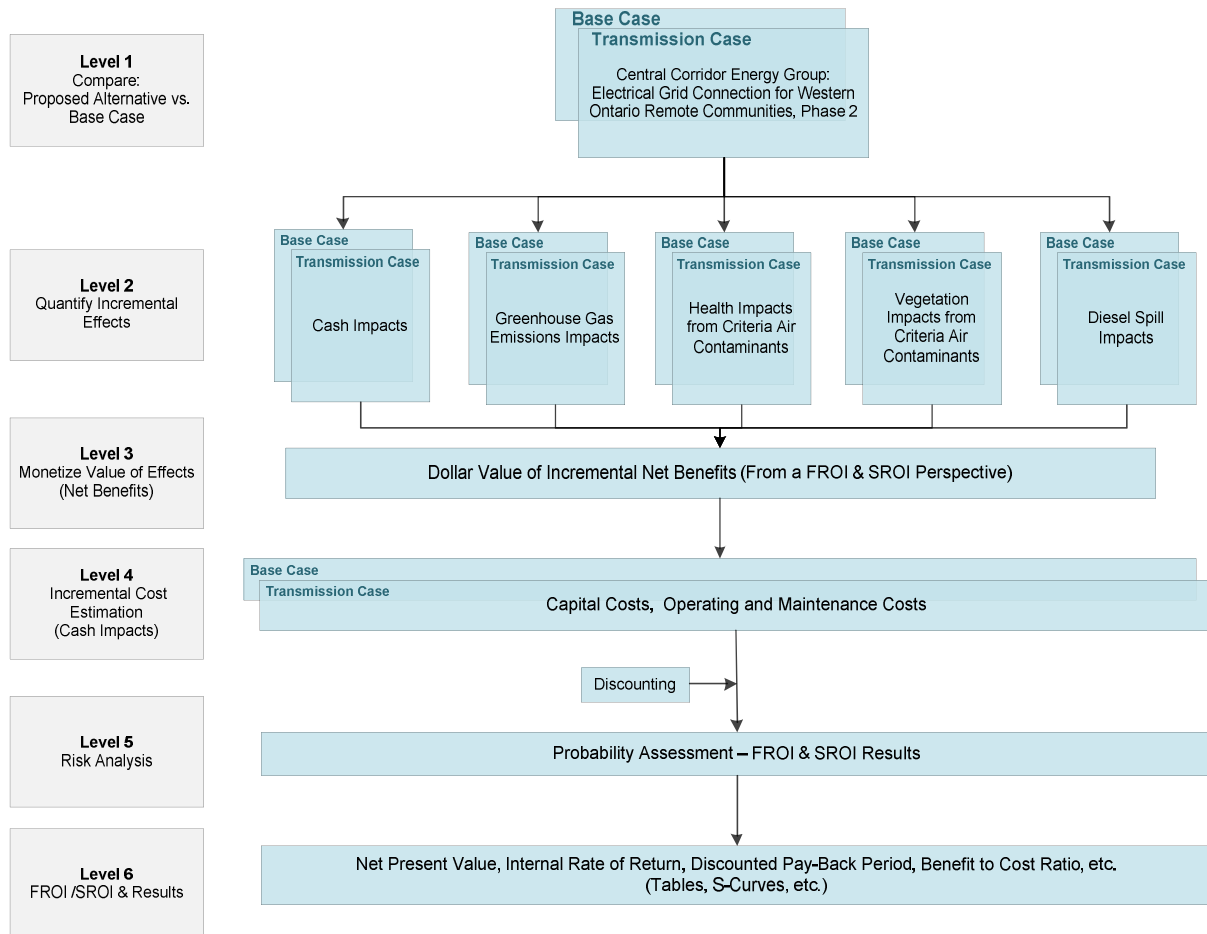 Level 1
Compare:
Proposed Alternative vs.
Base Case
Base Case
Transmission Case
Central Corridor Energy Group:
Electrical Grid Connection for Western
Ontario Remote Communities, Phase 2
Level 2
Quantify Incremental
Effects
Base Case
Transmission Case
Cash Impacts
Base Case
Transmission Case
Greenhouse Gas
Emissions Impacts
Base Case
Transmission Case
Health Impacts
from Criteria Air
Contaminants
Base Case
Transmission Case
Vegetation
Impacts from
Criteria Air
Contaminants
Base Case
Transmission Case
Diesel Spill
Impacts
Level 3
Monetize Value of Effects
(Net Benefits)
Dollar Value of Incremental Net Benefits (From a FROI & SROI Perspective)
Level 4
Incremental Cost
Estimation
(Cash Impacts)
Base Case
Transmission Case
Capital Costs, Operating and Maintenance Costs
Discounting
Level 5
Risk Analysis
Probability Assessment – FROI & SROI Results
Level 6
FROI /SROI & Results
Net Present Value, Internal Rate of Return, Discounted Pay-Back Period, Benefit to Cost Ratio, etc.
(Tables, S-Curves, etc.)